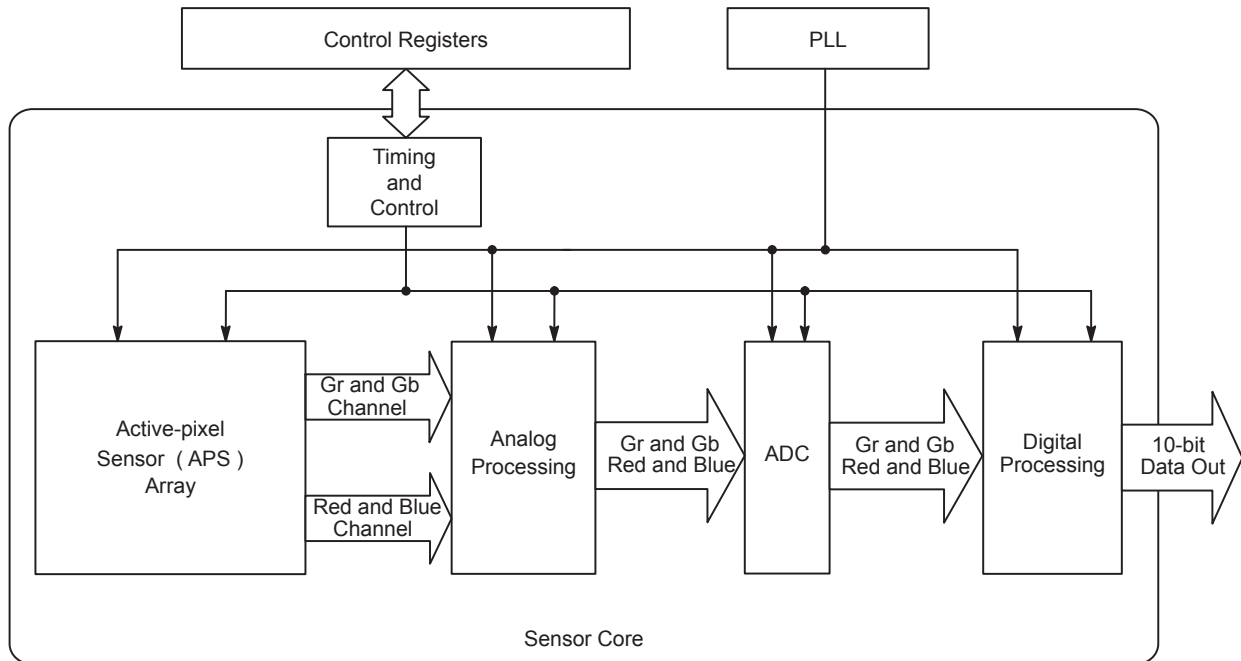 Control Registers
PLL
Timing
and
Control
Gr and Gb
Channel
Active-pixel
Sensor ( APS )
Array
Red and Blue
Channel
Analog
Processing
Gr and Gb
Red and Blue
ADC
Gr and Gb
Red and Blue
Digital
Processing
10-bit
Data Out
Sensor Core